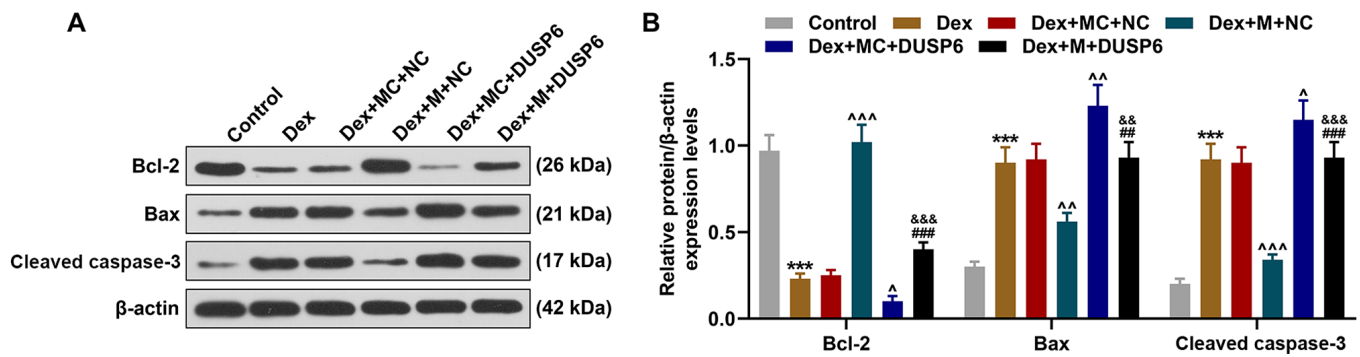 A
Control
Dex
Dex+MC+NC
Dex+M+NC
Dex+MC+DUSP6
Dex+M+DUSP6
Bcl-2 (26 kDa)
Bax (21 kDa)
Cleaved caspase-3 (17 kDa)
β-actin (42 kDa)
B
Control Dex Dex+MC+NC Dex+M+NC
Dex+MC+DUSP6 Dex+M+DUSP6
Relative protein/β-actin
expression levels
1.5
1.0
0.5
0.0
***
^^^
^
&&&
###
***
^^
^^
&&
##
***
^^^
^
&&&
###
Bcl-2 Bax Cleaved caspase-3